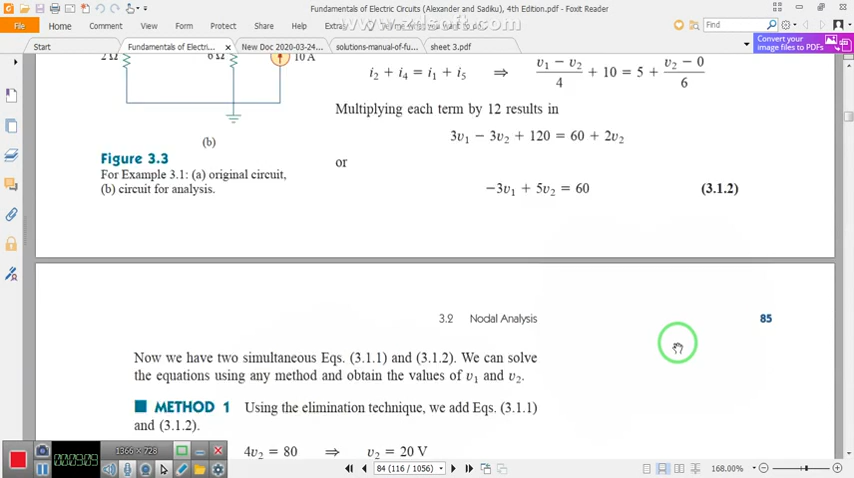 Fundamentals of Electric Circuits (Alexander and Sadiku), 4th Edition.pdf - Foxit Reader
File Home Comment View Form Protect Share Help Extras
Find
Start Fundamentals of Electri... New Doc 2020-03-24... solutions-manual-of-fu... sheet 3.pdf
Convert your
image files to PDFs
2 Ω 6 Ω 10 A
i2 + i4 = i1 + i5 ⇒ (v1 − v2)/4 + 10 = 5 + (v2 − 0)/6
Multiplying each term by 12 results in
3v1 − 3v2 + 120 = 60 + 2v2
or
−3v1 + 5v2 = 60 (3.1.2)
(b)
Figure 3.3
For Example 3.1: (a) original circuit,
(b) circuit for analysis.
3.2 Nodal Analysis 85
Now we have two simultaneous Eqs. (3.1.1) and (3.1.2). We can solve
the equations using any method and obtain the values of v1 and v2.
METHOD 1 Using the elimination technique, we add Eqs. (3.1.1)
and (3.1.2).
4v2 = 80 ⇒ v2 = 20 V
1366 x 728
84 (116 / 1056)
168.00%